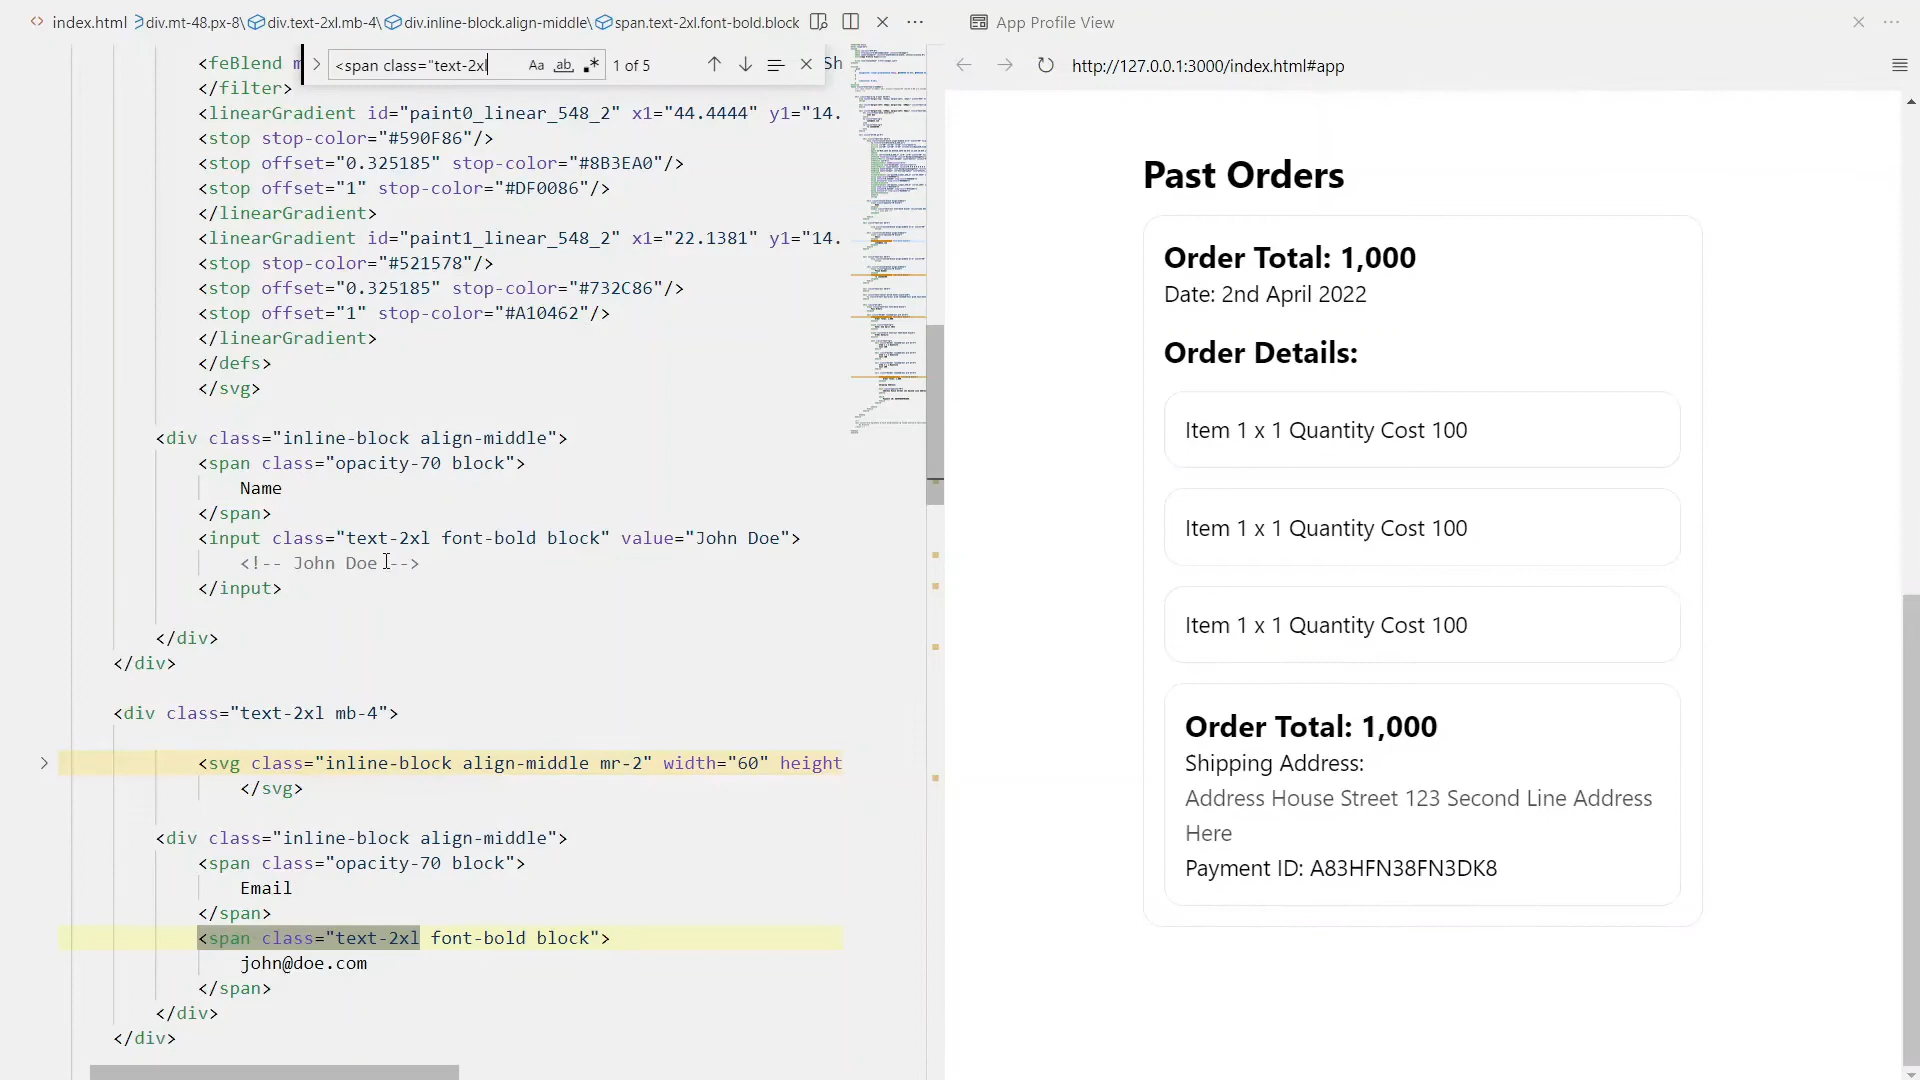 index.html
div.mt-48.px-8\
div.text-2xl.mb-4\
div.inline-block.align-middle\
span.text-2xl.font-bold.block
<span class="text-2xl
Aa ab
1 of 5
<feBlend m
Sh
</filter>
<linearGradient id="paint0_linear_548_2" x1="44.4444" y1="14.
<stop stop-color="#590F86"/>
<stop offset="0.325185" stop-color="#8B3EA0"/>
<stop offset="1" stop-color="#DF0086"/>
</linearGradient>
<linearGradient id="paint1_linear_548_2" x1="22.1381" y1="14.
<stop stop-color="#521578"/>
<stop offset="0.325185" stop-color="#732C86"/>
<stop offset="1" stop-color="#A10462"/>
</linearGradient>
</defs>
</svg>
<div class="inline-block align-middle">
<span class="opacity-70 block">
Name
</span>
<input class="text-2xl font-bold block" value="John Doe">
<!-- John Doe -->
</input>
</div>
</div>
<div class="text-2xl mb-4">
<svg class="inline-block align-middle mr-2" width="60" height
</svg>
<div class="inline-block align-middle">
<span class="opacity-70 block">
Email
</span>
<span class="text-2xl font-bold block">
john@doe.com
</span>
</div>
</div>
App Profile View
http://127.0.0.1:3000/index.html#app
Past Orders
Order Total: 1,000
Date: 2nd April 2022
Order Details:
Item 1 x 1 Quantity Cost 100
Item 1 x 1 Quantity Cost 100
Item 1 x 1 Quantity Cost 100
Order Total: 1,000
Shipping Address:
Address House Street 123 Second Line Address
Here
Payment ID: A83HFN38FN3DK8